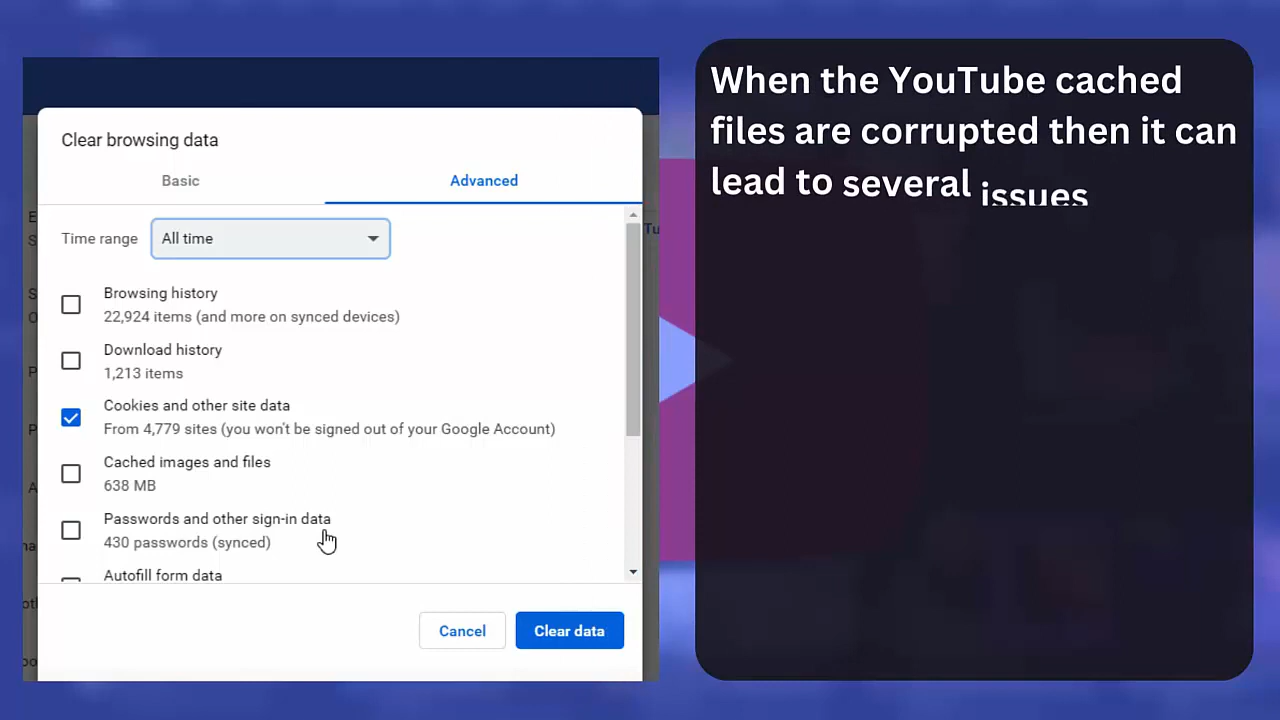 Clear browsing data
Basic
Advanced
Time range
All time
Browsing history
22,924 items (and more on synced devices)
Download history
1,213 items
Cookies and other site data
From 4,779 sites (you won't be signed out of your Google Account)
Cached images and files
638 MB
Passwords and other sign-in data
430 passwords (synced)
Autofill form data
Cancel
Clear data
When the YouTube cached
files are corrupted then it can
lead to several issues